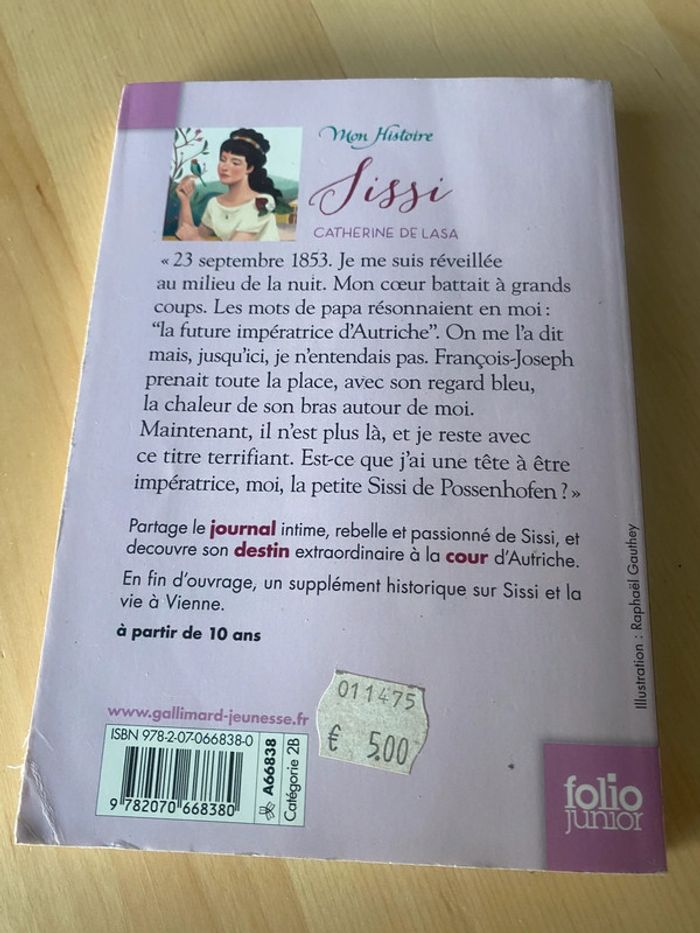 Mon Histoire
Sissi
CATHERINE DE LASA
« 23 septembre 1853. Je me suis réveillée
au milieu de la nuit. Mon cœur battait à grands
coups. Les mots de papa résonnaient en moi :
“la future impératrice d’Autriche”. On me l’a dit
mais, jusqu’ici, je n’entendais pas. François-Joseph
prenait toute la place, avec son regard bleu,
la chaleur de son bras autour de moi.
Maintenant, il n’est plus là, et je reste avec
ce titre terrifiant. Est-ce que j’ai une tête à être
impératrice, moi, la petite Sissi de Possenhofen ? »
Partage le journal intime, rebelle et passionné de Sissi, et
decouvre son destin extraordinaire à la cour d’Autriche.
En fin d’ouvrage, un supplément historique sur Sissi et la
vie à Vienne.
à partir de 10 ans
Illustration : Raphaël Gauthey
011475
€ 5.00
www.gallimard-jeunesse.fr
ISBN 978-2-07-066838-0
9 782070 668380
A66838
Catégorie 2B
folio
junior